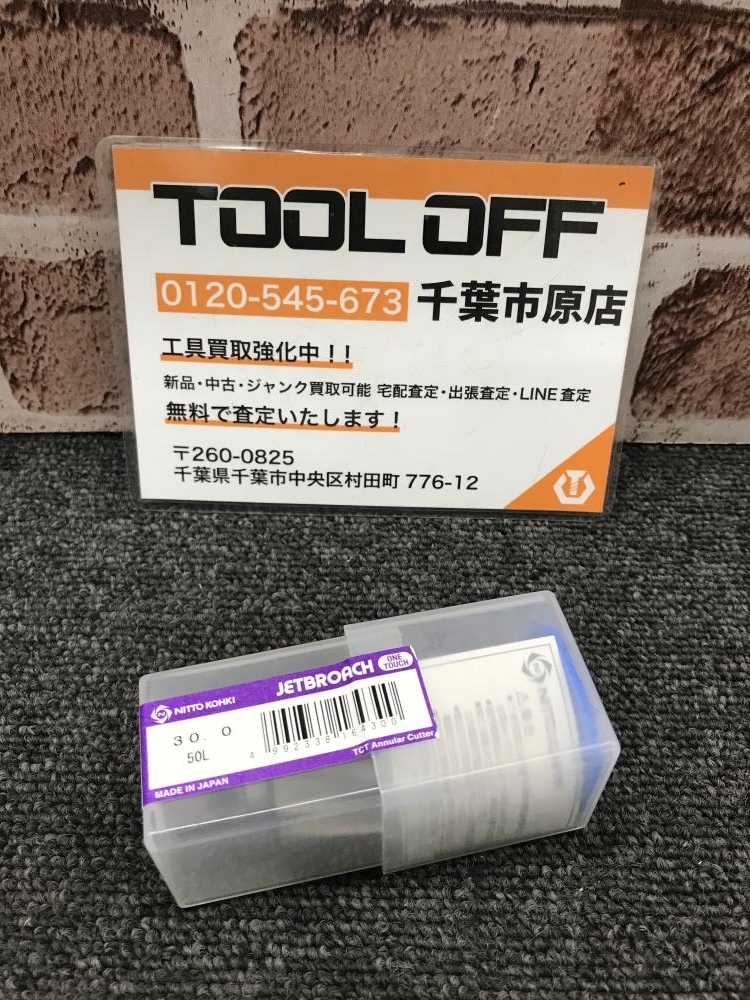 TOOL OFF
0120-545-673 千葉市原店
工具買取強化中！！
新品・中古・ジャンク買取可能 宅配査定・出張査定・LINE査定
無料で査定いたします！
〒260-0825
千葉県千葉市中央区村田町 776-12
NITTO KOHKI JETBROACH ONE TOUCH
30.0
50L
4 992338 164300
MADE IN JAPAN TCT Annular Cutter
NITTO